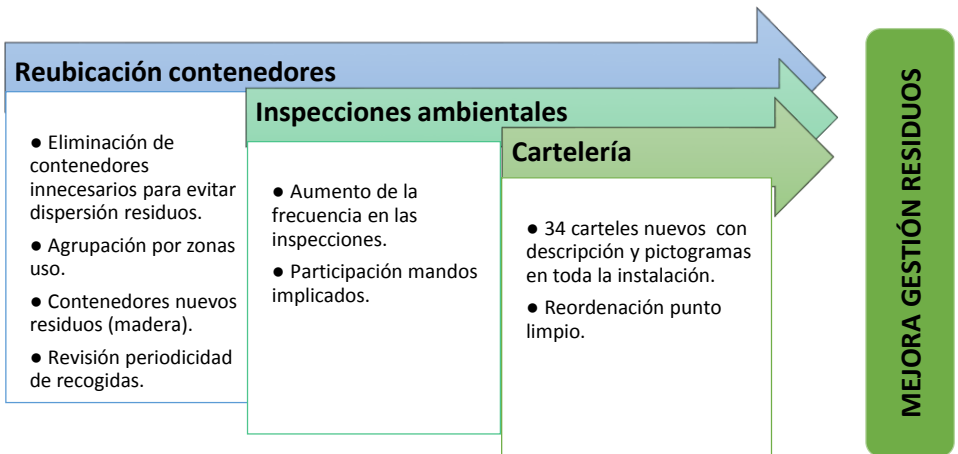 Reubicación contenedores
● Eliminación de
contenedores
innecesarios para evitar
dispersión residuos.
● Agrupación por zonas
uso.
● Contenedores nuevos
residuos (madera).
● Revisión periodicidad
de recogidas.
Inspecciones ambientales
● Aumento de la
frecuencia en las
inspecciones.
● Participación mandos
implicados.
Cartelería
● 34 carteles nuevos con
descripción y pictogramas
en toda la instalación.
● Reordenación punto
limpio.
MEJORA GESTIÓN RESIDUOS